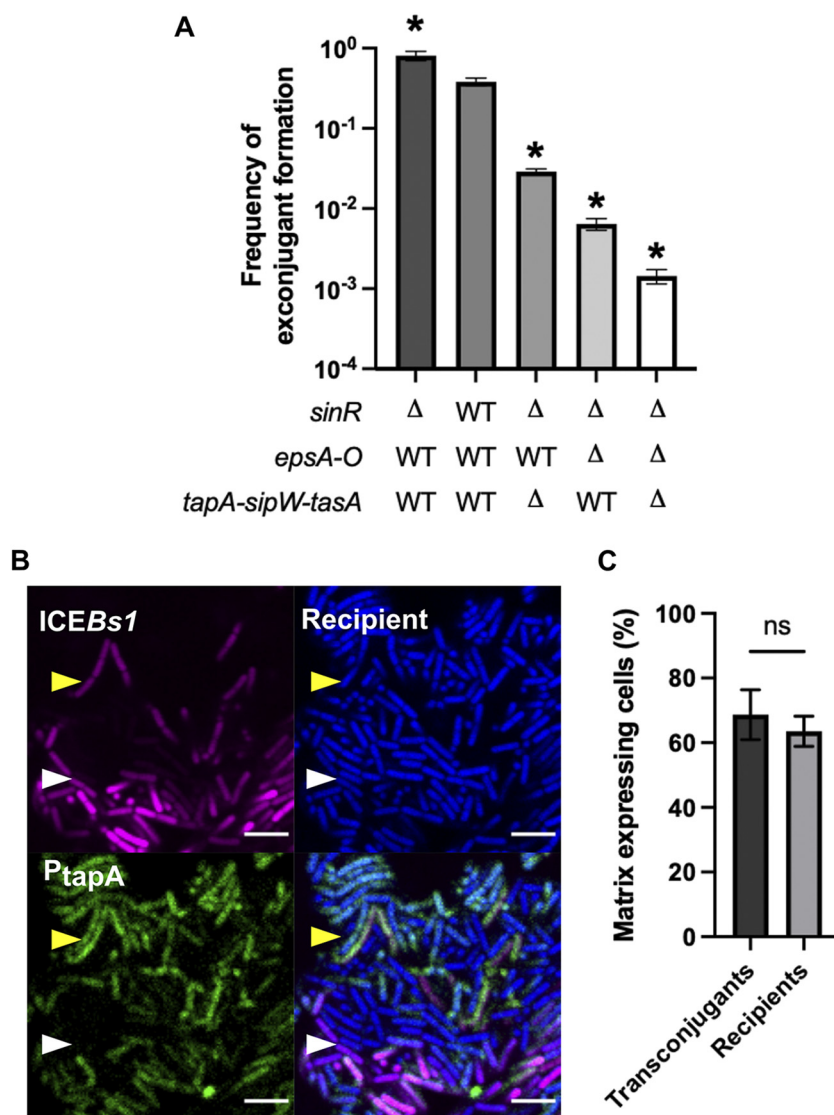 A
Frequency of
exconjugant formation
10⁰
10⁻¹
10⁻²
10⁻³
10⁻⁴
* * * *
sinR Δ WT Δ Δ Δ
epsA-O WT WT WT Δ Δ
tapA-sipW-tasA WT WT Δ WT Δ
B
ICEBs1
Recipient
PtapA
C
Matrix expressing cells (%)
100
80
60
40
20
0
ns
Transconjugants
Recipients